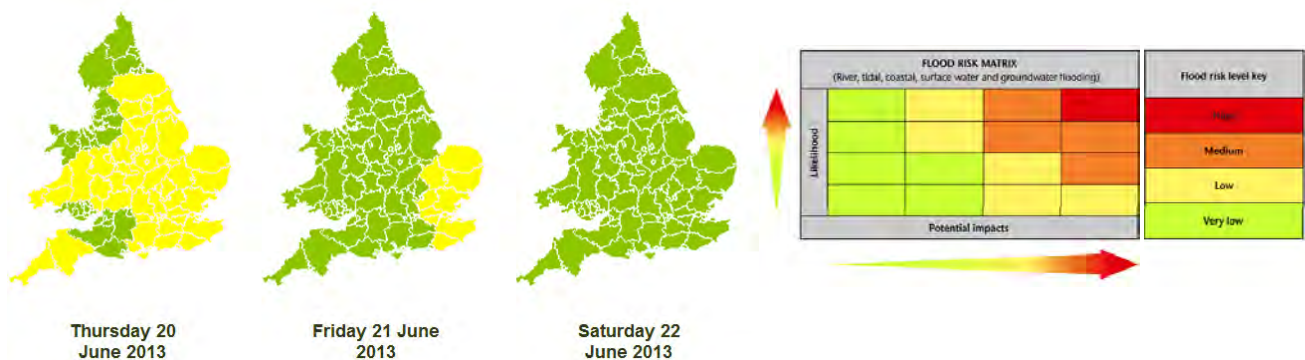 Thursday 20
June 2013
Friday 21 June
2013
Saturday 22
June 2013
FLOOD RISK MATRIX
(River, tidal, coastal, surface water and groundwater flooding)
Likelihood
Potential impacts
Flood risk level key
High
Medium
Low
Very low